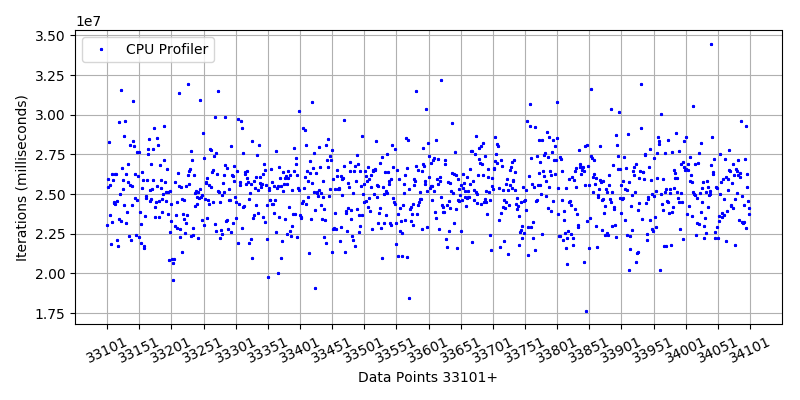 1e7
CPU Profiler
3.50
3.25
3.00
2.75
2.50
2.25
2.00
1.75
Iterations (milliseconds)
33101 33151 33201 33251 33301 33351 33401 33451 33501 33551 33601 33651 33701 33751 33801 33851 33901 33951 34001 34051 34101
Data Points 33101+